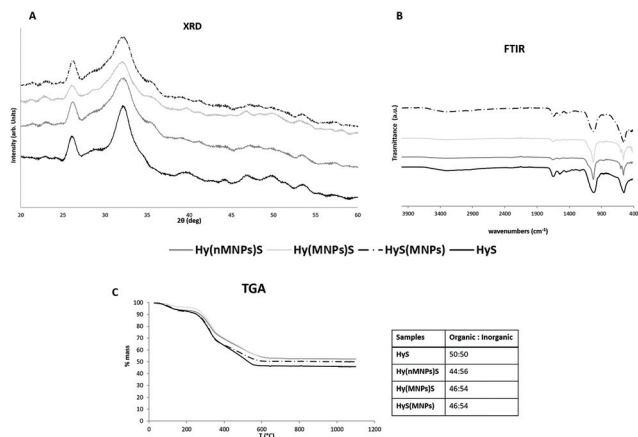 A
XRD
Intensity (arb. Units)
20 25 30 35 40 45 50 55 60
2θ (deg)
B
FTIR
Trasmittance (a.u.)
3900 3400 2900 2400 1900 1400 900 400
wavenumbers (cm-1)
Hy(nMNPs)S Hy(MNPs)S HyS(MNPs) HyS
C
TGA
% mass
100
90
80
70
60
50
40
30
20
10
0
0 200 400 600 800 1000 1200
T (°C)
Samples Organic : Inorganic
HyS 50:50
Hy(nMNPs)S 44:56
Hy(MNPs)S 46:54
HyS(MNPs) 46:54